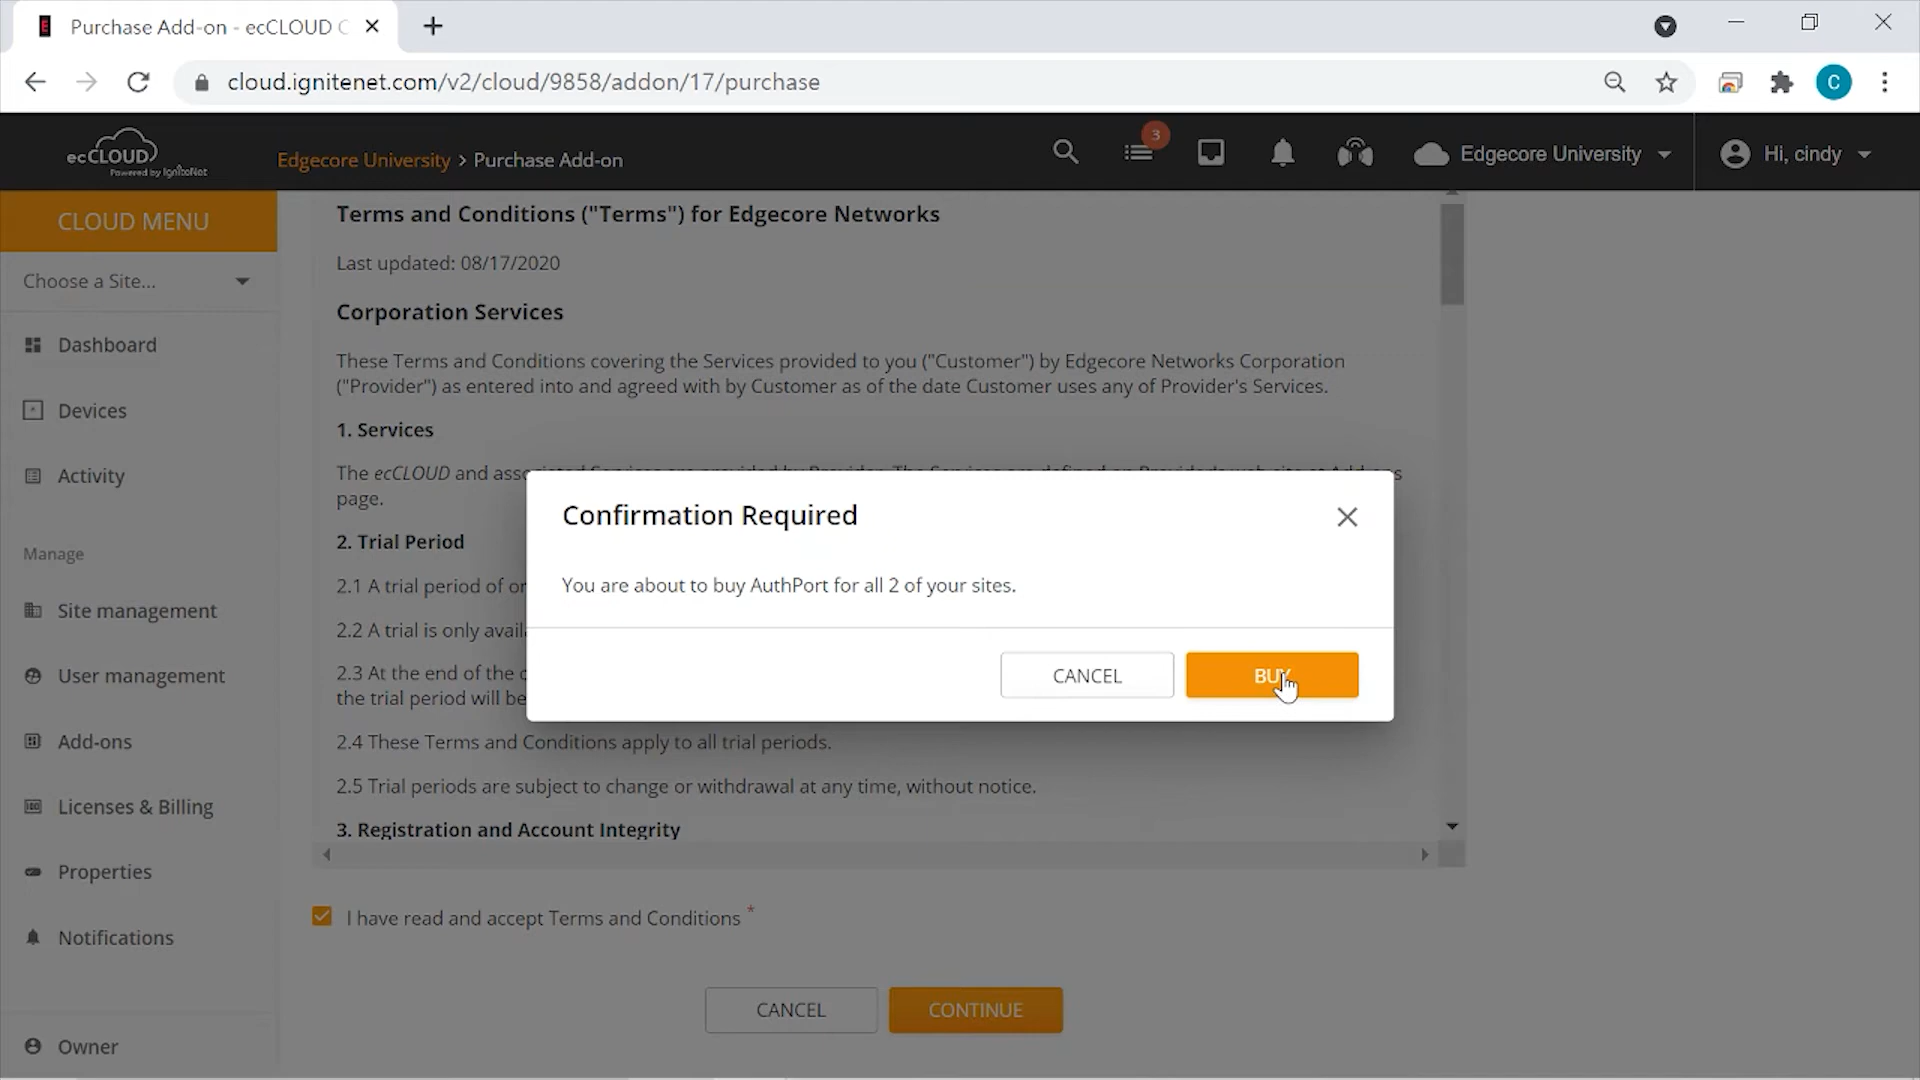 Purchase Add-on - ecCLOUD C
cloud.ignitenet.com/v2/cloud/9858/addon/17/purchase
C
ecCLOUD
Powered by IgniteNet
Edgecore University > Purchase Add-on
3
Edgecore University
Hi, cindy
CLOUD MENU
Choose a Site...
Dashboard
Devices
Activity
Manage
Site management
User management
Add-ons
Licenses & Billing
Properties
Notifications
Owner
Terms and Conditions ("Terms") for Edgecore Networks
Last updated: 08/17/2020
Corporation Services
These Terms and Conditions covering the Services provided to you ("Customer") by Edgecore Networks Corporation
("Provider") as entered into and agreed with by Customer as of the date Customer uses any of Provider's Services.
1. Services
The ecCLOUD and
page.
2. Trial Period
2.1 A trial period of
2.2 A trial is only
2.3 At the end of the
the trial period will be
2.4 These Terms and Conditions apply to all trial periods.
2.5 Trial periods are subject to change or withdrawal at any time, without notice.
3. Registration and Account Integrity
Confirmation Required
You are about to buy AuthPort for all 2 of your sites.
CANCEL
BUY
I have read and accept Terms and Conditions *
CANCEL
CONTINUE